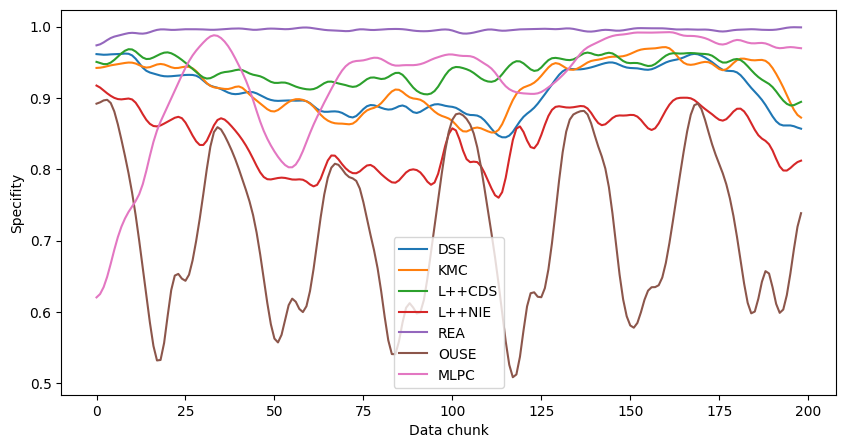 1.0
0.9
0.8
0.7
0.6
0.5
Specifity
DSE
KMC
L++CDS
L++NIE
REA
OUSE
MLPC
0 25 50 75 100 125 150 175 200
Data chunk